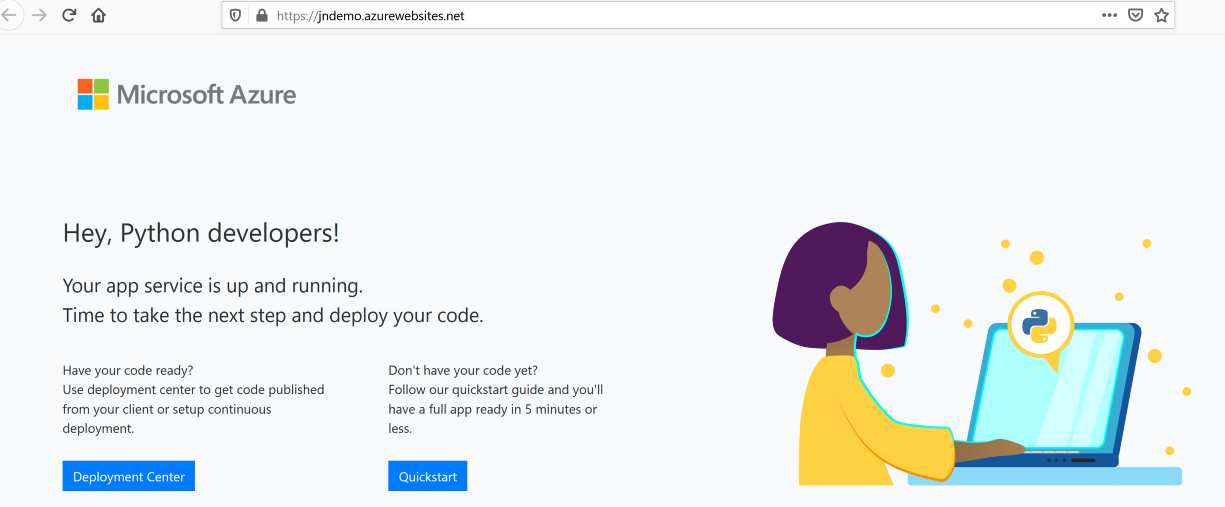 https://jndemo.azurewebsites.net
Microsoft Azure
Hey, Python developers!
Your app service is up and running.
Time to take the next step and deploy your code.
Have your code ready?
Use deployment center to get code published
from your client or setup continuous
deployment.
Deployment Center
Don't have your code yet?
Follow our quickstart guide and you'll
have a full app ready in 5 minutes or
less.
Quickstart